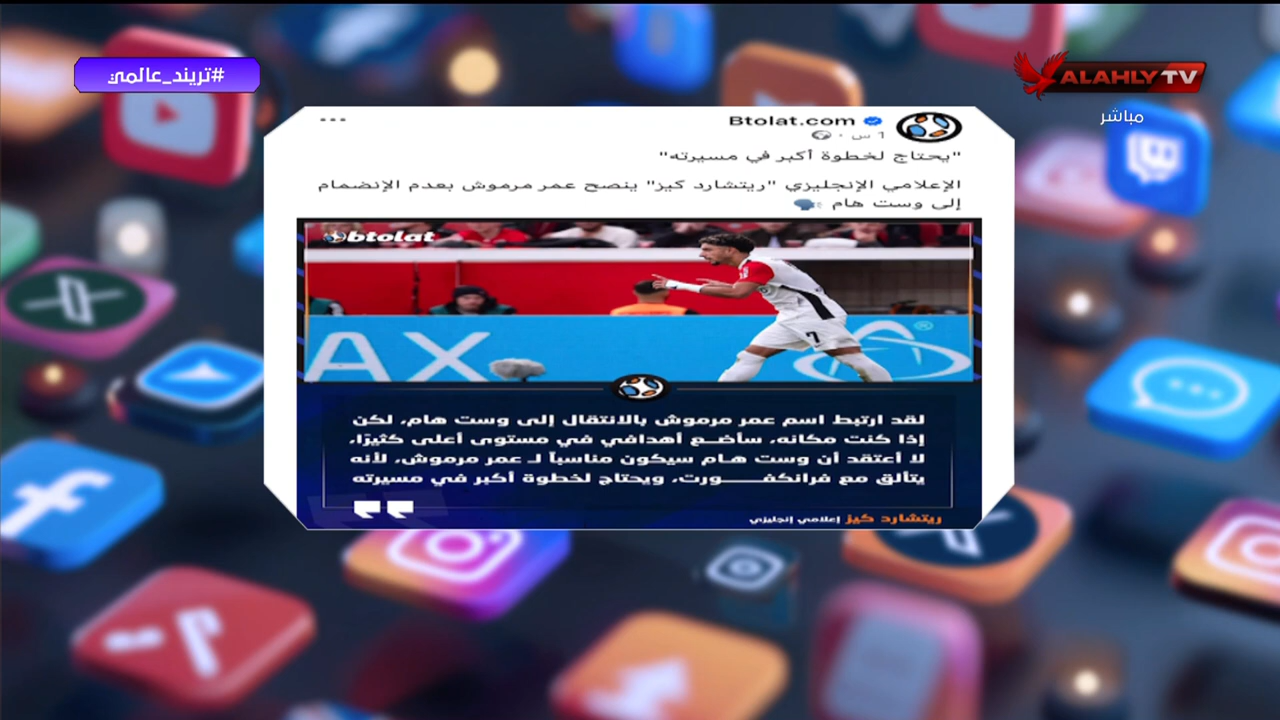 #تريند_عالمي
ALAHLY TV
مباشر
Btolat.com
1 س
"يحتاج لخطوة أكبر في مسيرته"
الإعلامي الإنجليزي "ريتشارد كيز" ينصح عمر مرموش بعدم الإنضمام
إلى وست هام
btolat
AX
7
لقد ارتبط اسم عمر مرموش بالانتقال إلى وست هام، لكن
إذا كنت مكانه، سأضع أهدافي في مستوى أعلى كثيرًا،
لا أعتقد أن وست هام سيكون مناسباً لـ عمر مرموش، لأنه
يتألق مع فرانكفورت، ويحتاج لخطوة أكبر في مسيرته
ريتشارد كيز إعلامي إنجليزي